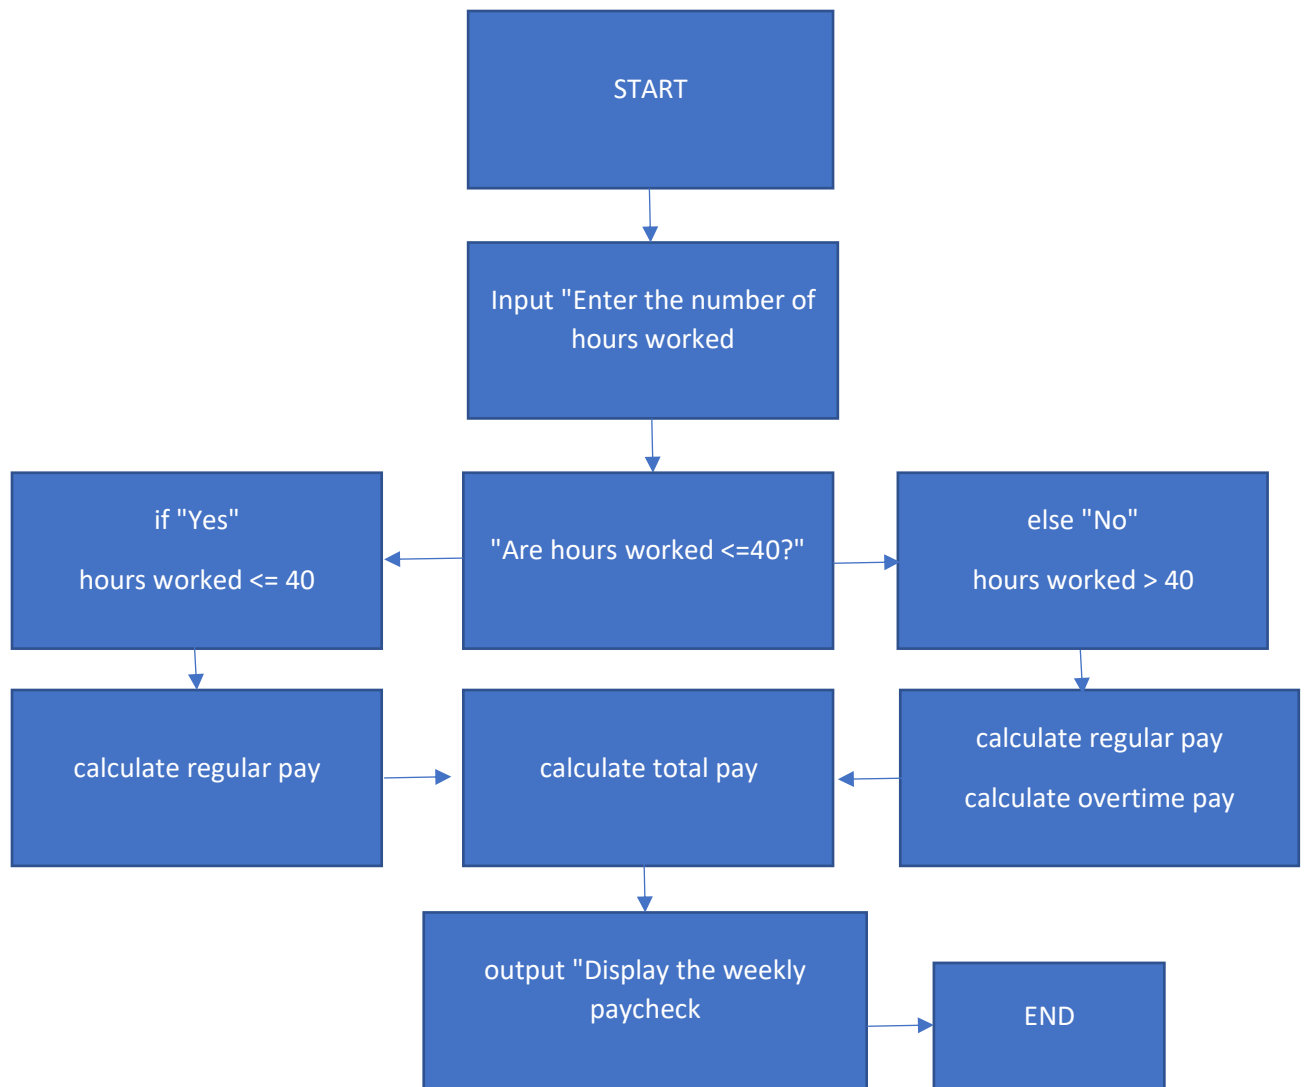 START
Input "Enter the number of
hours worked
if "Yes"
hours worked <= 40
"Are hours worked <=40?"
else "No"
hours worked > 40
calculate regular pay
calculate total pay
calculate regular pay
calculate overtime pay
output "Display the weekly
paycheck
END